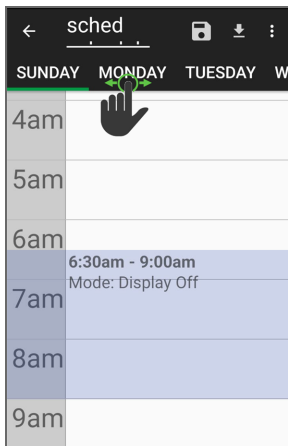 sched
SUNDAY MONDAY TUESDAY W
4am
5am
6am
6:30am - 9:00am
Mode: Display Off
7am
8am
9am